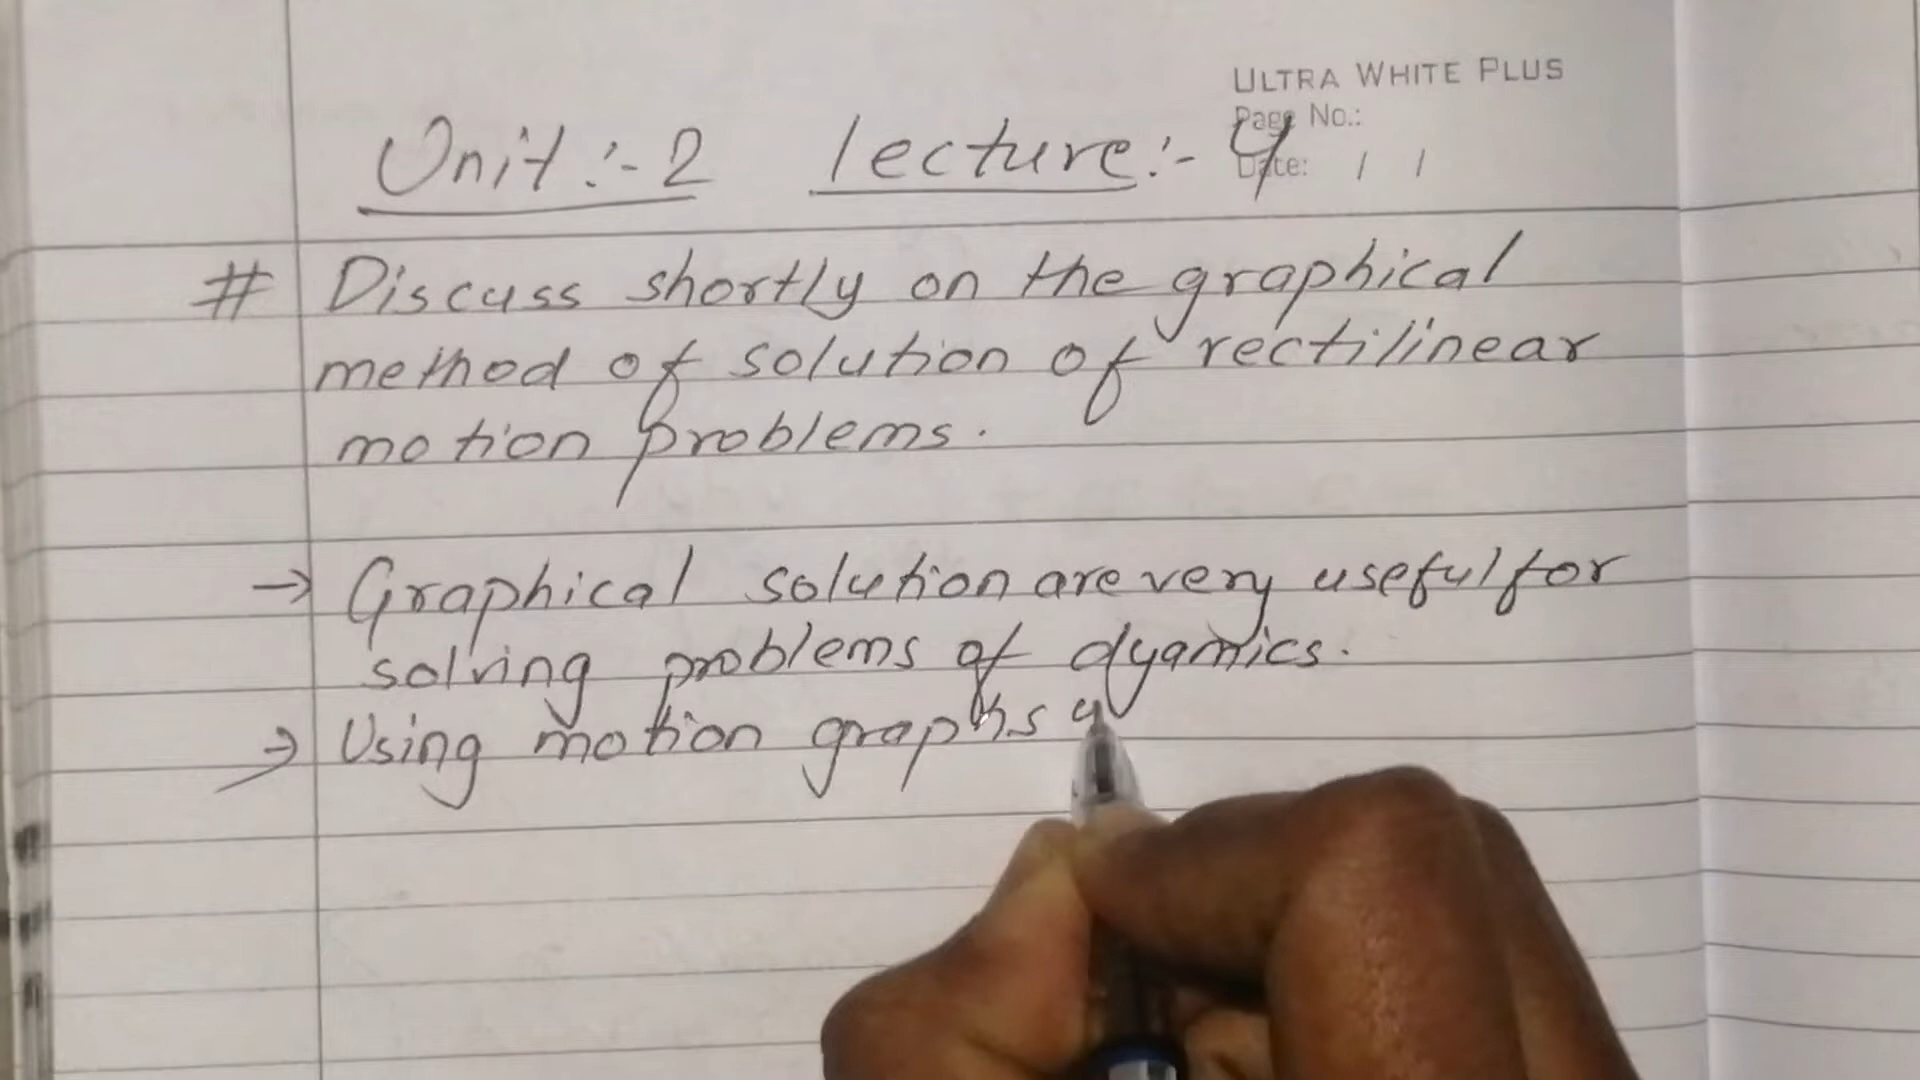 ULTRA WHITE PLUS
Page No.:
Date: / /
Unit :- 2 lecture :- 4
# Discuss shortly on the graphical
method of solution of rectilinear
motion problems.
→ Graphical solution are very useful for
solving problems of dyamics.
→ Using motion graphs